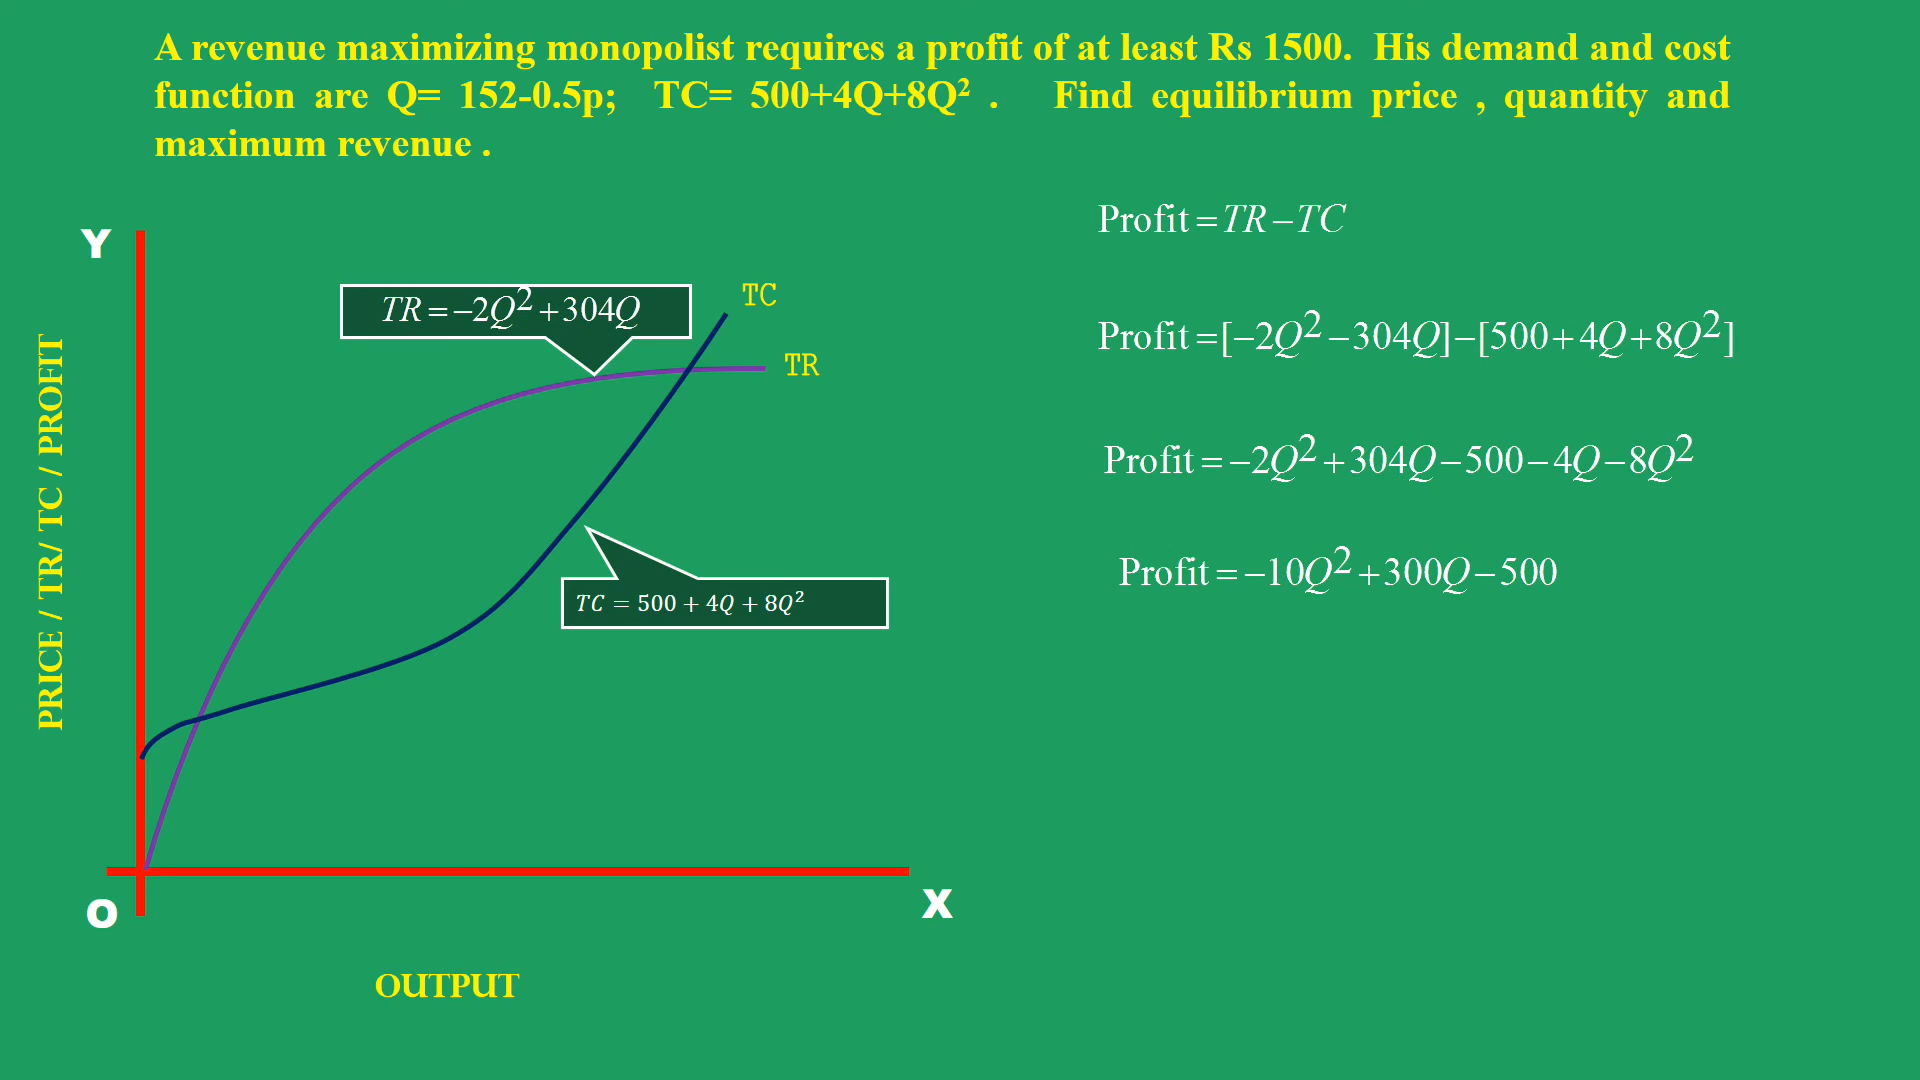 A revenue maximizing monopolist requires a profit of at least Rs 1500. His demand and cost
function are Q= 152-0.5p; TC= 500+4Q+8Q² . Find equilibrium price , quantity and
maximum revenue .
Y
PRICE / TR/ TC / PROFIT
TR=−2Q²+304Q
TC
TR
TC = 500 + 4Q + 8Q²
O
X
OUTPUT
Profit=TR−TC
Profit=[−2Q²−304Q]−[500+4Q+8Q²]
Profit=−2Q²+304Q−500−4Q−8Q²
Profit=−10Q²+300Q−500